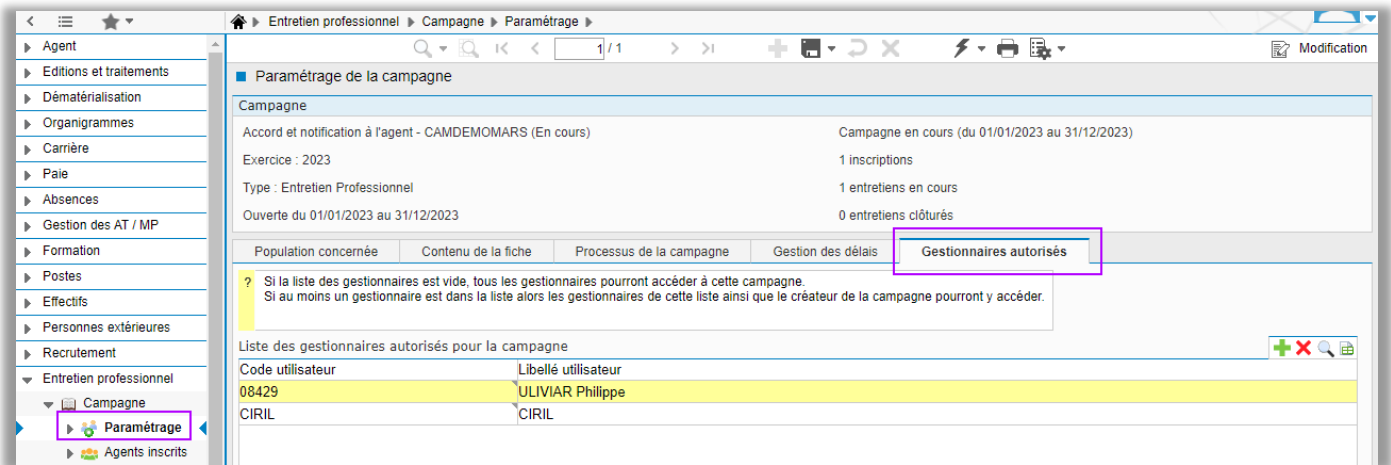 Entretien professionnel Campagne Paramétrage
Agent
Editions et traitements
Dématérialisation
Organigrammes
Carrière
Paie
Absences
Gestion des AT / MP
Formation
Postes
Effectifs
Personnes extérieures
Recrutement
Entretien professionnel
Campagne
Paramétrage
Agents inscrits
1 / 1
Modification
Paramétrage de la campagne
Campagne
Accord et notification à l'agent - CAMDEMOMARS (En cours)
Campagne en cours (du 01/01/2023 au 31/12/2023)
Exercice : 2023
1 inscriptions
Type : Entretien Professionnel
1 entretiens en cours
Ouverte du 01/01/2023 au 31/12/2023
0 entretiens clôturés
Population concernée Contenu de la fiche Processus de la campagne Gestion des délais Gestionnaires autorisés
? Si la liste des gestionnaires est vide, tous les gestionnaires pourront accéder à cette campagne.
Si au moins un gestionnaire est dans la liste alors les gestionnaires de cette liste ainsi que le créateur de la campagne pourront y accéder.
Liste des gestionnaires autorisés pour la campagne
Code utilisateur Libellé utilisateur
08429 ULIVIAR Philippe
CIRIL CIRIL